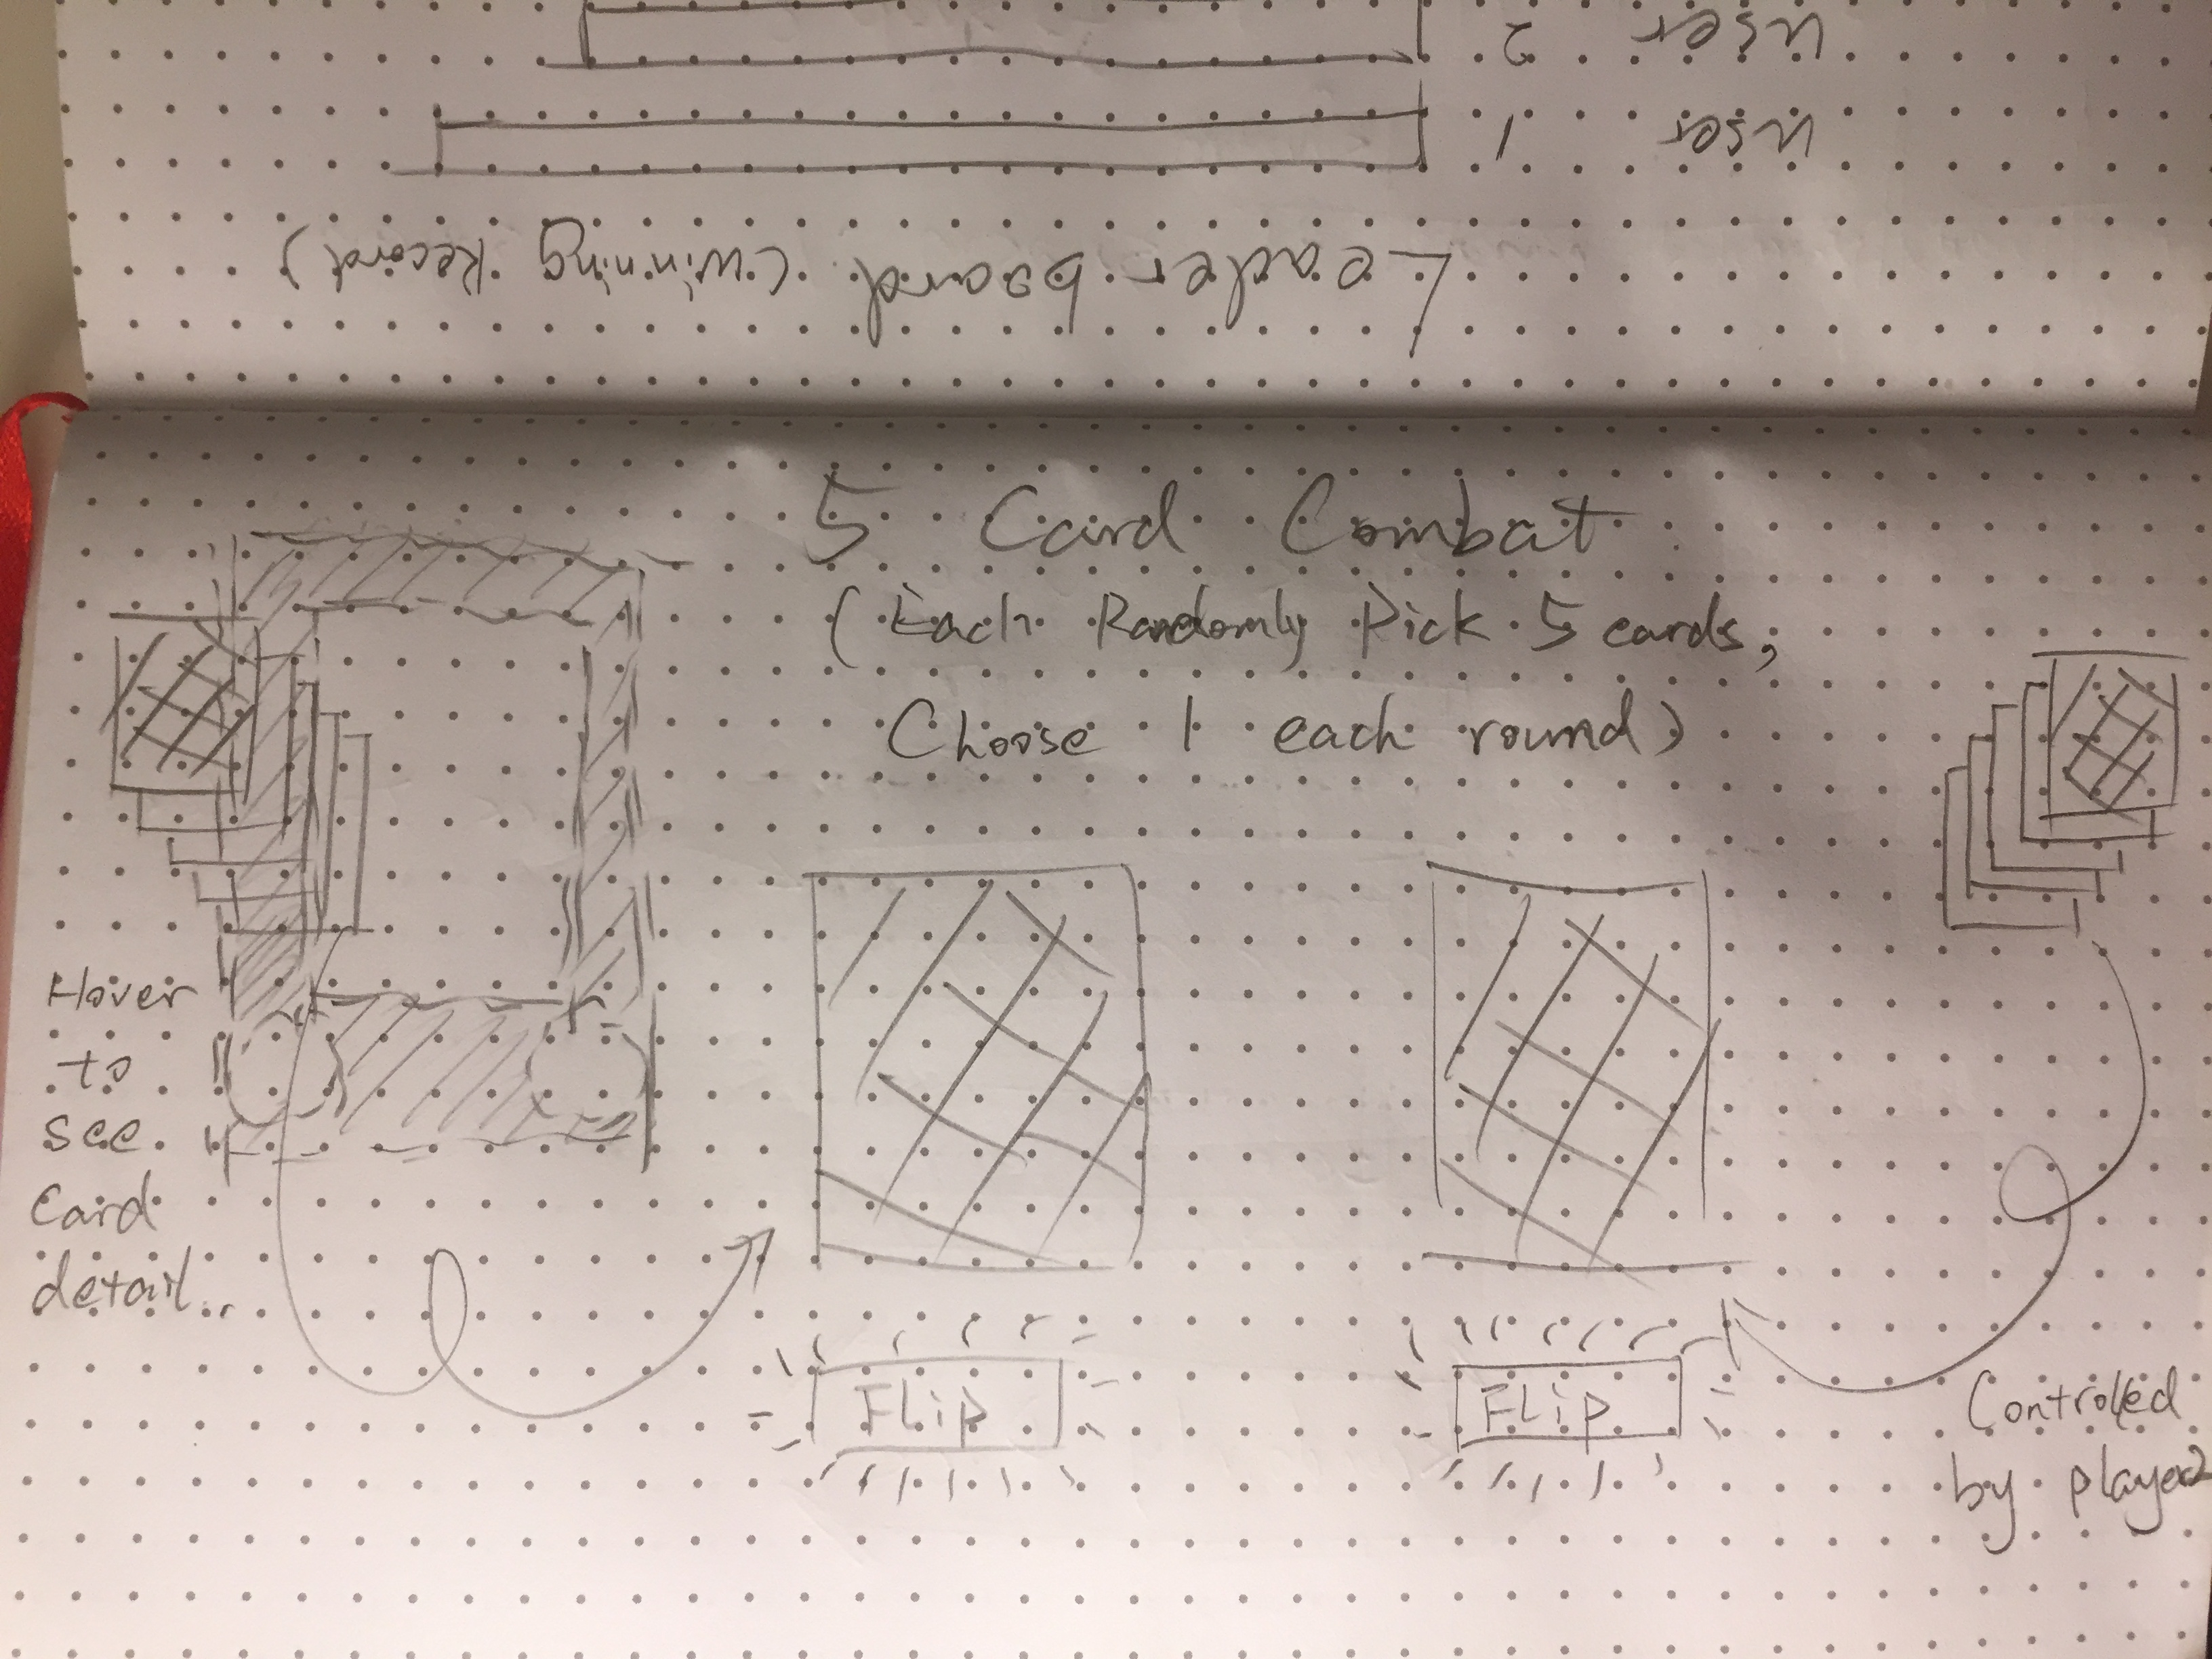 5 Card Combat
(Each Randomly Pick 5 cards,
Choose 1 each round)
Hover
to
see
Card
detail..
FLip
FLip
Controlled
by player2
Leader board (Winning Record)
User 1
User 2